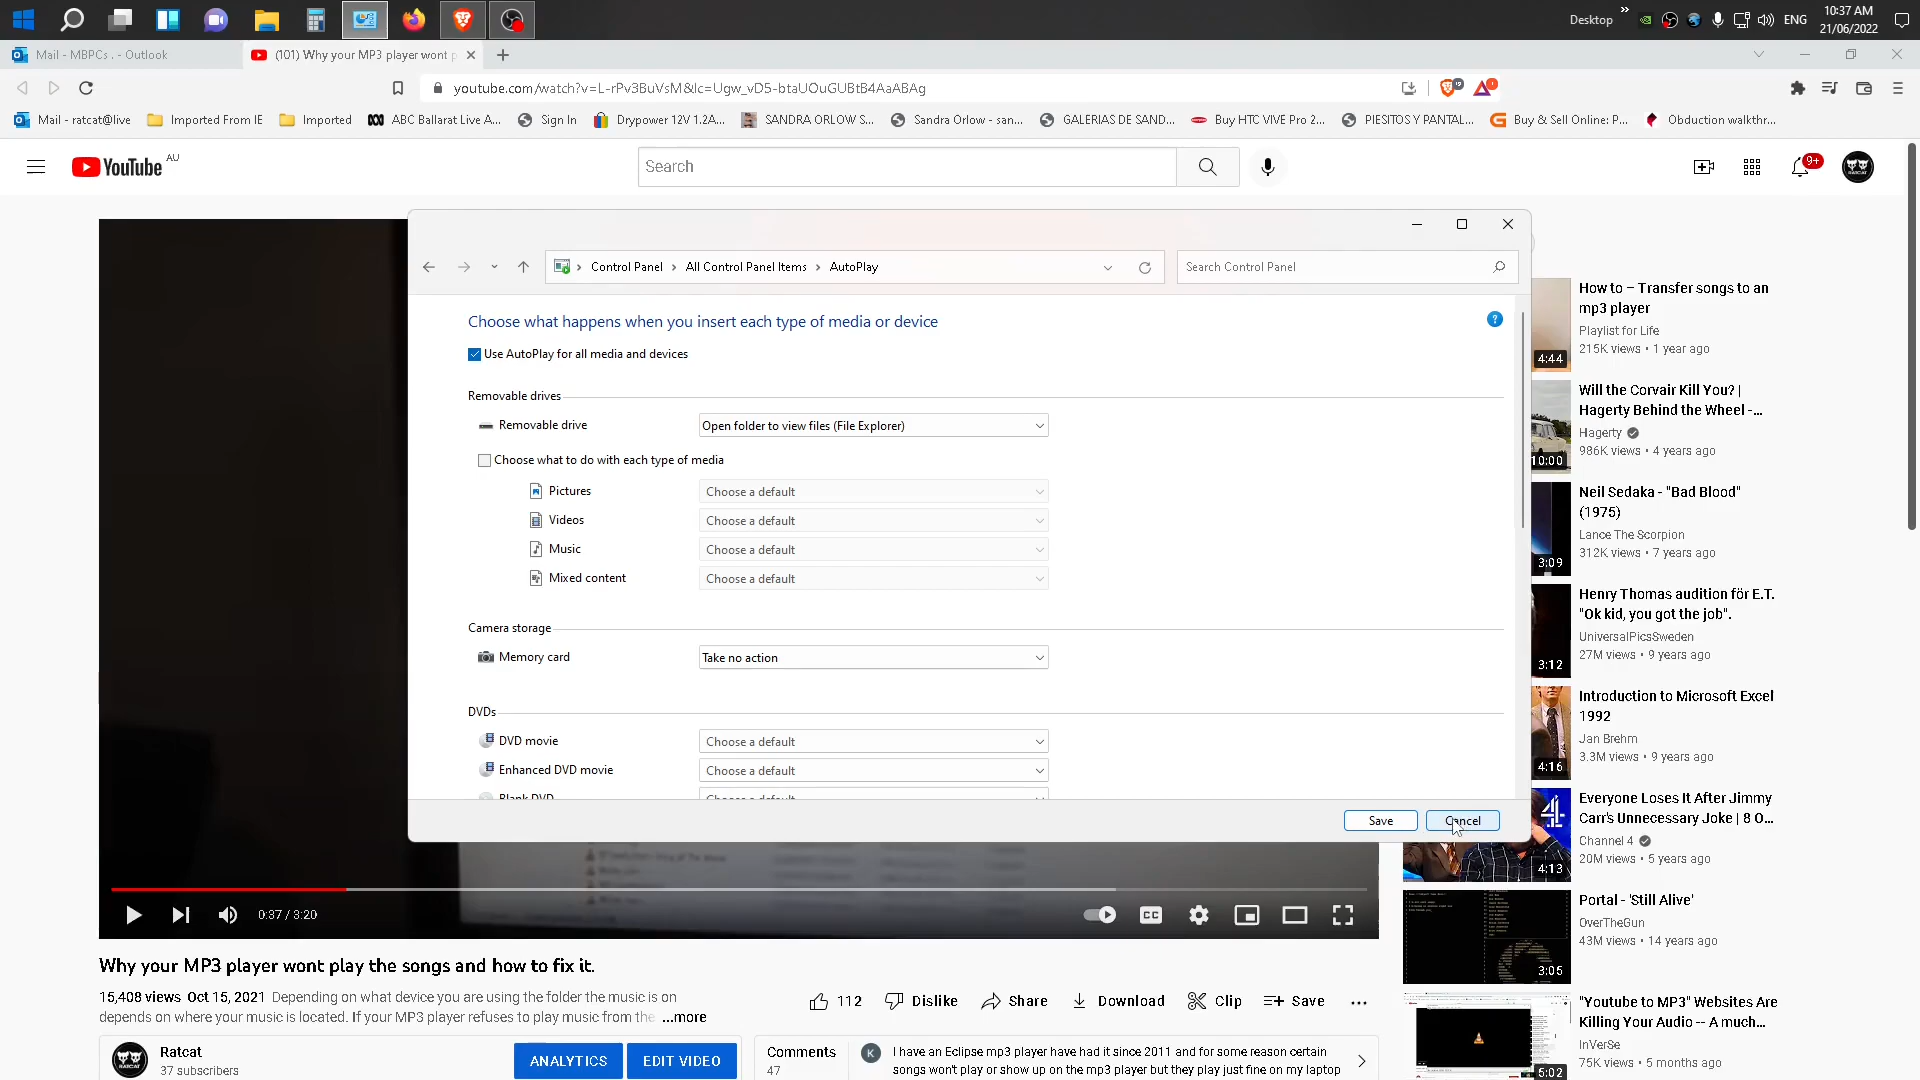 Desktop
ENG
10:37 AM
21/06/2022
Mail - MBPCs . - Outlook
(101) Why your MP3 player wont p
youtube.com/watch?v=L-rPv3BuVsM&lc=Ugw_vD5-btaUOuGUBtB4AaABAg
Mail - ratcat@live
Imported From IE
Imported
ABC Ballarat Live A...
Sign In
Drypower 12V 1.2A...
SANDRA ORLOW S...
Sandra Orlow - san...
GALERIAS DE SAND...
Buy HTC VIVE Pro 2...
PIESITOS Y PANTAL...
Buy & Sell Online: P...
Obduction walkthr...
YouTube AU
Search
9+
Control Panel > All Control Panel Items > AutoPlay
Search Control Panel
Choose what happens when you insert each type of media or device
Use AutoPlay for all media and devices
Removable drives
Removable drive Open folder to view files (File Explorer)
Choose what to do with each type of media
Pictures Choose a default
Videos Choose a default
Music Choose a default
Mixed content Choose a default
Camera storage
Memory card Take no action
DVDs
DVD movie Choose a default
Enhanced DVD movie Choose a default
Blank DVD Choose a default
Save Cancel
0:37 / 3:20
CC
Why your MP3 player wont play the songs and how to fix it.
15,408 views Oct 15, 2021 Depending on what device you are using the folder the music is on
depends on where your music is located. If your MP3 player refuses to play music from the ...more
112 Dislike Share Download Clip Save
Ratcat
37 subscribers
ANALYTICS EDIT VIDEO
Comments
47
K
I have an Eclipse mp3 player have had it since 2011 and for some reason certain
songs won't play or show up on the mp3 player but they play just fine on my laptop
How to – Transfer songs to an
mp3 player
Playlist for Life
215K views • 1 year ago
4:44
Will the Corvair Kill You? |
Hagerty Behind the Wheel -...
Hagerty
986K views • 4 years ago
10:00
Neil Sedaka - "Bad Blood"
(1975)
Lance The Scorpion
312K views • 7 years ago
3:09
Henry Thomas audition för E.T.
"Ok kid, you got the job".
UniversalPicsSweden
27M views • 9 years ago
3:12
Introduction to Microsoft Excel
1992
Jan Brehm
3.3M views • 9 years ago
4:16
Everyone Loses It After Jimmy
Carr's Unnecessary Joke | 8 O...
Channel 4
20M views • 5 years ago
4:13
Portal - 'Still Alive'
OverTheGun
43M views • 14 years ago
3:05
"Youtube to MP3" Websites Are
Killing Your Audio -- A much...
InVerse
75K views • 5 months ago
5:02